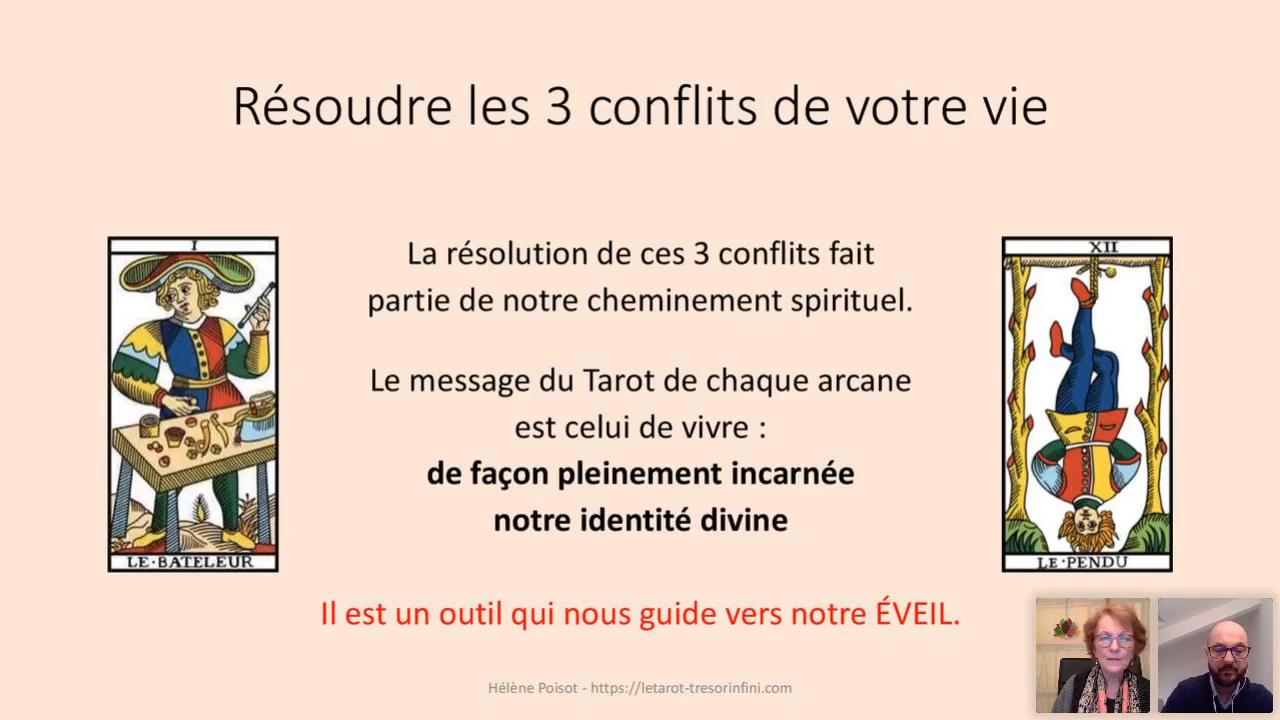 Résoudre les 3 conflits de votre vie
I
LE·BATELEUR
La résolution de ces 3 conflits fait
partie de notre cheminement spirituel.
Le message du Tarot de chaque arcane
est celui de vivre :
de façon pleinement incarnée
notre identité divine
XII
LE·PENDU
Il est un outil qui nous guide vers notre ÉVEIL.
Hélène Poisot - https://letarot-tresorinfini.com